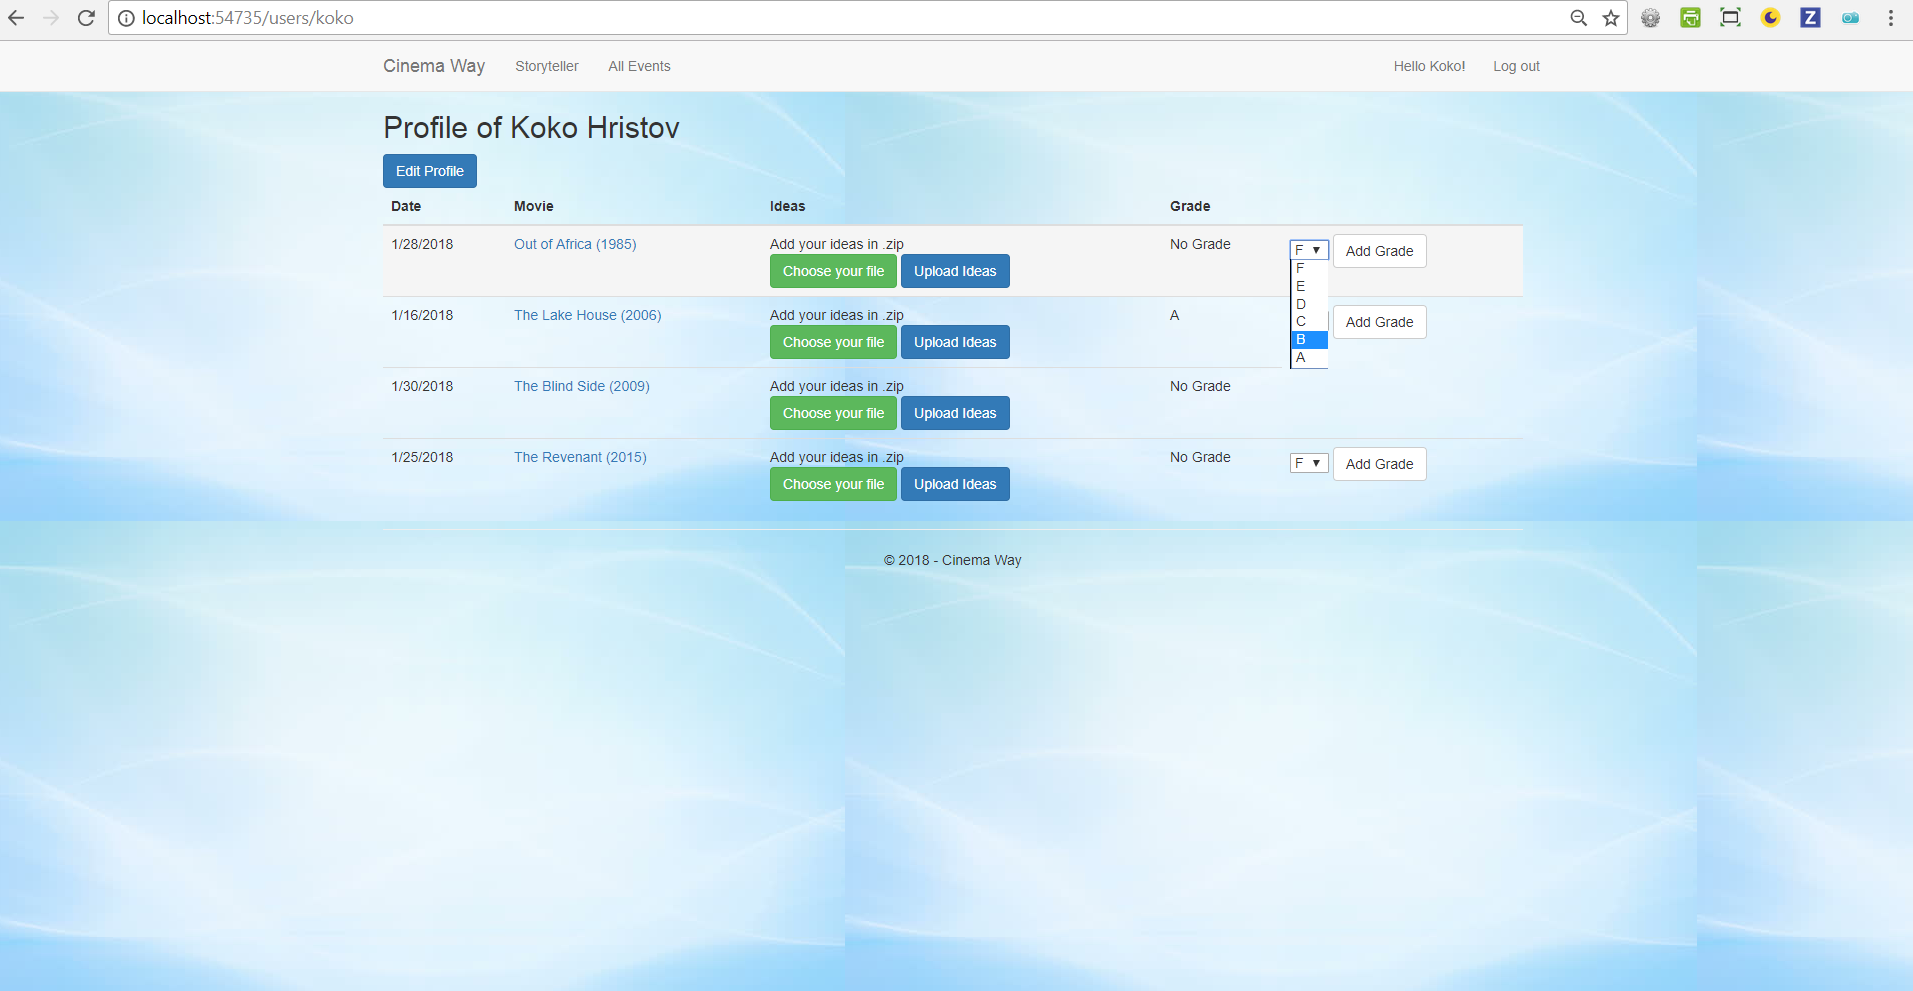 localhost:54735/users/koko
Cinema Way Storyteller All Events Hello Koko! Log out
Profile of Koko Hristov
Edit Profile
Date Movie Ideas Grade
1/28/2018 Out of Africa (1985) Add your ideas in .zip No Grade F Add Grade
Choose your file Upload Ideas
F
E
D
C
B
A
1/16/2018 The Lake House (2006) Add your ideas in .zip A Add Grade
Choose your file Upload Ideas
1/30/2018 The Blind Side (2009) Add your ideas in .zip No Grade
Choose your file Upload Ideas
1/25/2018 The Revenant (2015) Add your ideas in .zip No Grade F Add Grade
Choose your file Upload Ideas
© 2018 - Cinema Way
Z